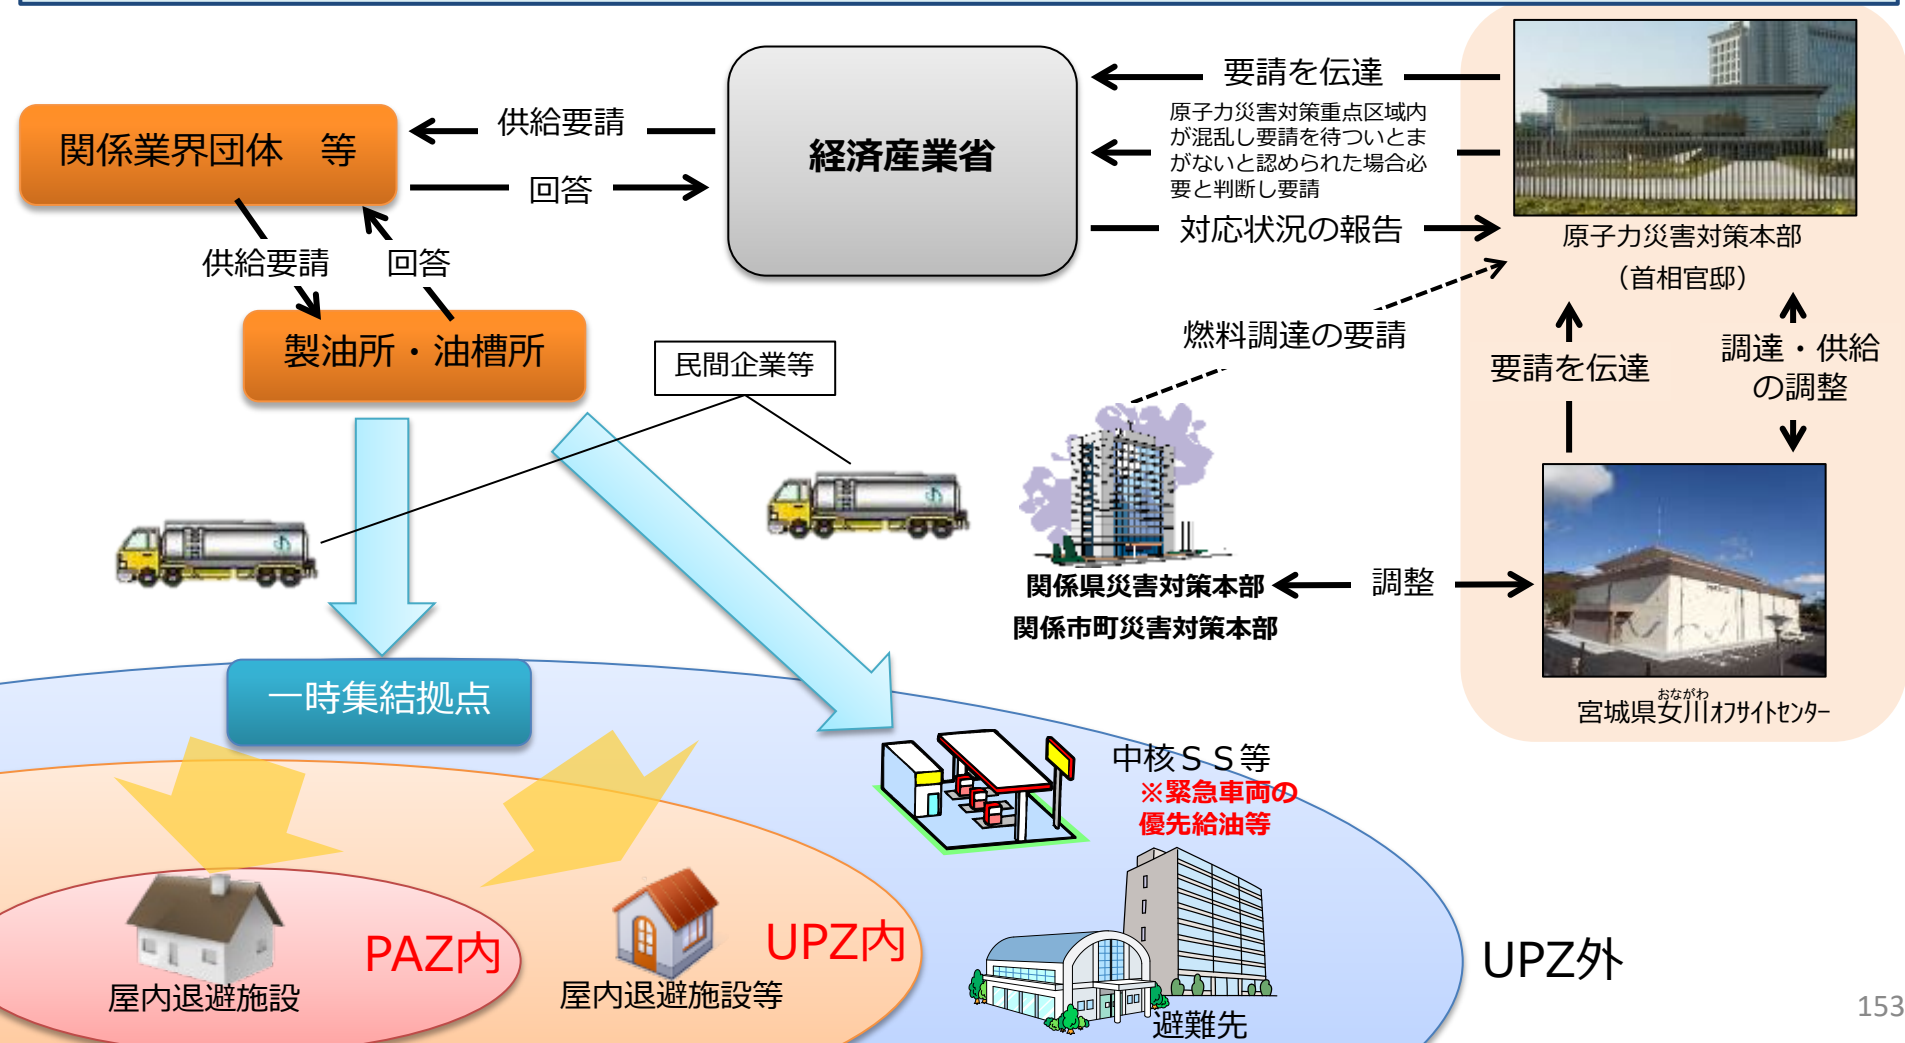 要請を伝達
原子力災害対策重点区域内
が混乱し要請を待ついとま
がないと認められた場合必
要と判断し要請
対応状況の報告
経済産業省
供給要請
回答
関係業界団体　等
供給要請
回答
製油所・油槽所
民間企業等
原子力災害対策本部
（首相官邸）
燃料調達の要請
要請を伝達
調達・供給
の調整
関係県災害対策本部
関係市町災害対策本部
調整
おながわ
宮城県女川オフサイトセンター
一時集結拠点
中核ＳＳ等
※緊急車両の
優先給油等
PAZ内
屋内退避施設
UPZ内
屋内退避施設等
避難先
UPZ外
153